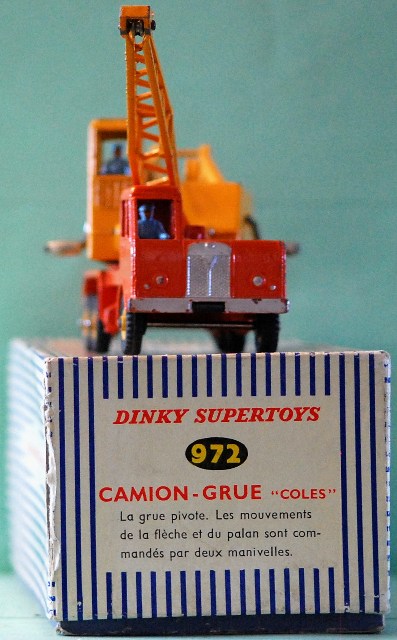 DINKY SUPERTOYS
972
CAMION-GRUE "COLES"
La grue pivote. Les mouvements
de la flèche et du palan sont com-
mandés par deux manivelles.